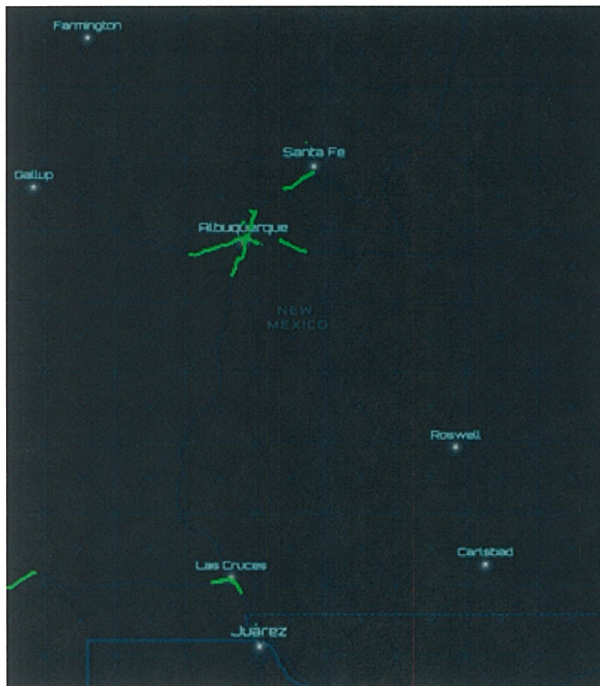 Farmington
Santa Fe
Gallup
Albuquerque
NEW
MEXICO
Roswell
Carlsbad
Las Cruces
Juárez